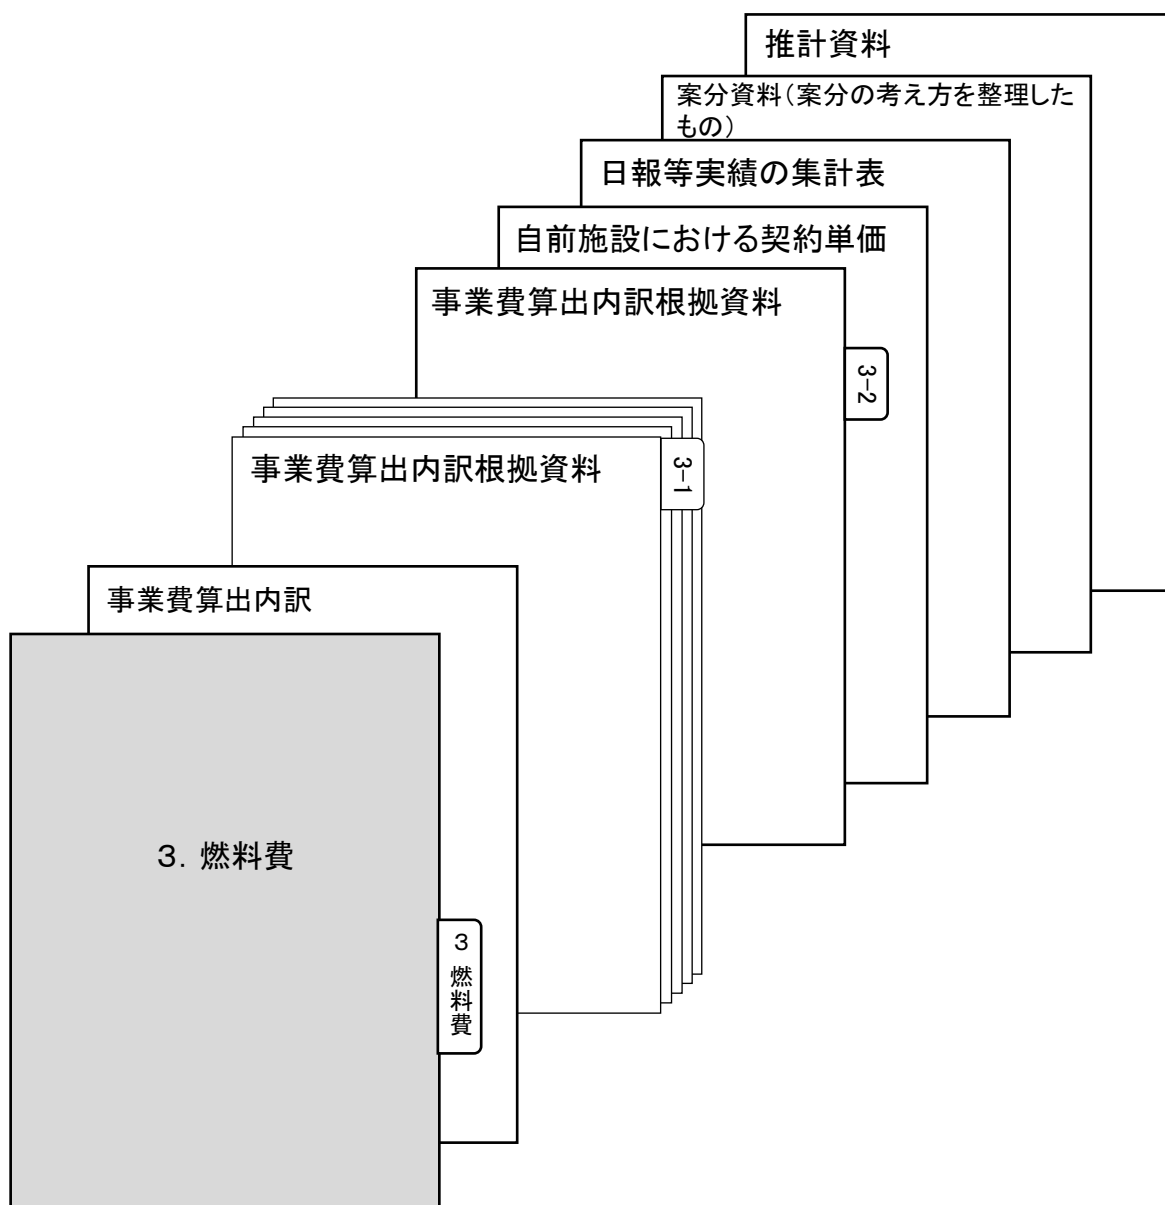 推計資料
案分資料（案分の考え方を整理した
もの）
日報等実績の集計表
自前施設における契約単価
事業費算出内訳根拠資料
3-2
事業費算出内訳根拠資料
3-1
事業費算出内訳
３．燃料費
3 燃料費